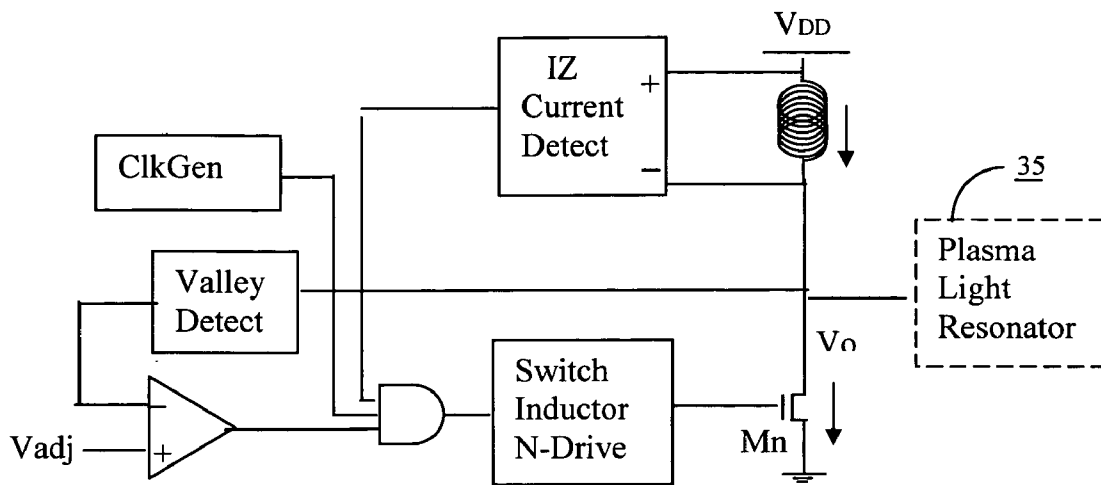 VDD
IZ
Current
Detect
+
−
ClkGen
35
Plasma
Light
Resonator
Valley
Detect
Vo
Switch
Inductor
N-Drive
Mn
−
Vadj
+